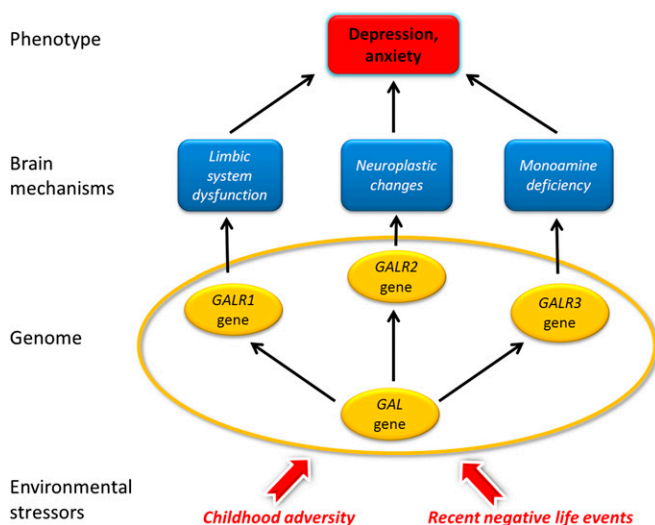 Phenotype
Depression,
anxiety
Brain
mechanisms
Limbic
system
dysfunction
Neuroplastic
changes
Monoamine
deficiency
Genome
GALR1
gene
GALR2
gene
GALR3
gene
GAL
gene
Environmental
stressors
Childhood adversity
Recent negative life events